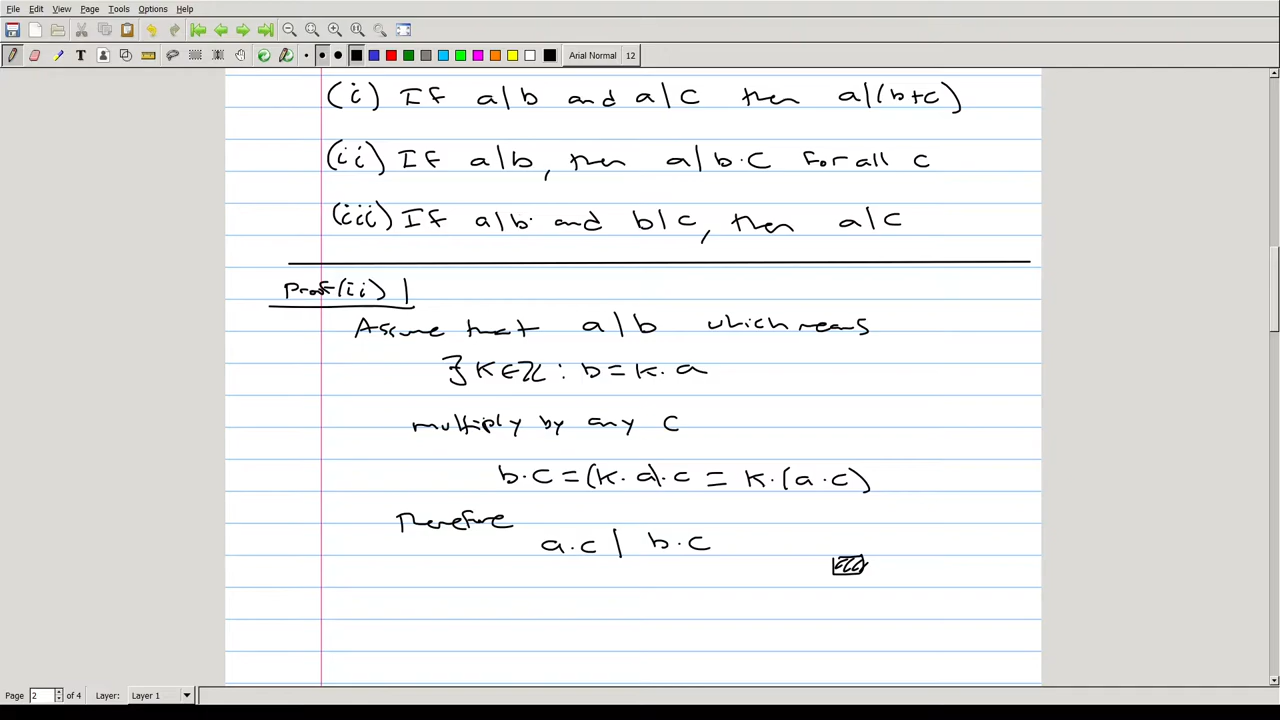 File Edit View Page Tools Options Help
Arial Normal 12
(i) If a|b and a|c then a|(b+c)
(ii) If a|b, then a|b·c for all c
(iii) If a|b and b|c, then a|c
Proof(ii)
Assume that a|b which means
∃ k∈ℤ : b=k·a
multiply by any c
b·c=(k·a)·c = k·(a·c)
Therefore
a·c | b·c
Page 2 of 4 Layer: Layer 1